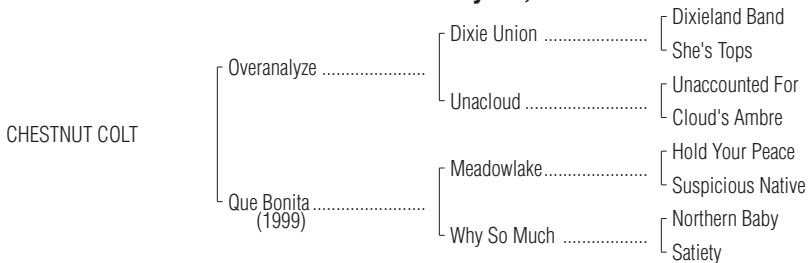 Dixieland Band
Dixie Union ....................
She's Tops
Overanalyze .....................
Unaccounted For
Unacloud ........................
Cloud's Ambre
CHESTNUT COLT
Hold Your Peace
Meadowlake.....................
Suspicious Native
Que Bonita .......................
(1999)
Northern Baby
Why So Much .................
Satiety